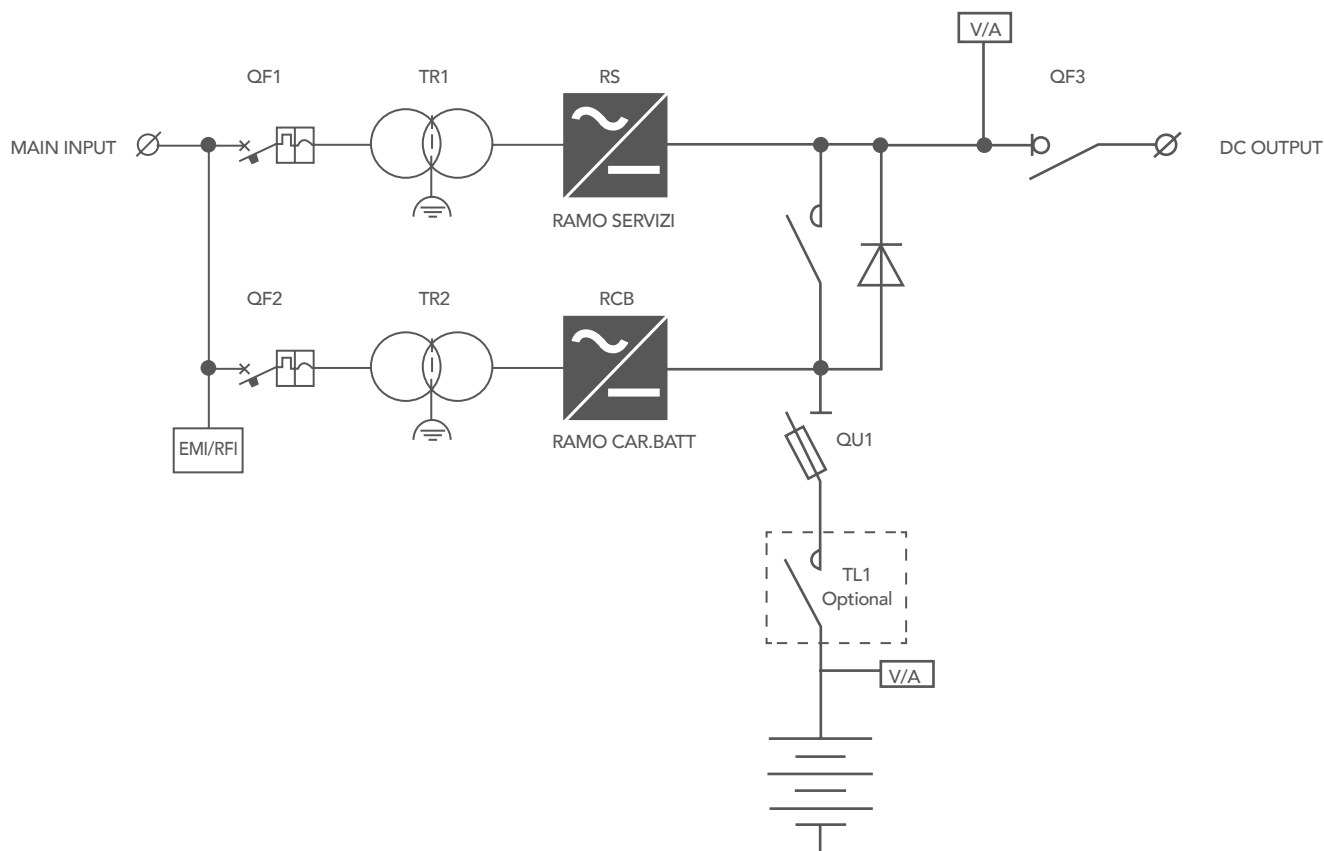 V/A
QF1
TR1
RS
QF3
MAIN INPUT
DC OUTPUT
RAMO SERVIZI
QF2
TR2
RCB
EMI/RFI
RAMO CAR.BATT
QU1
TL1
Optional
V/A